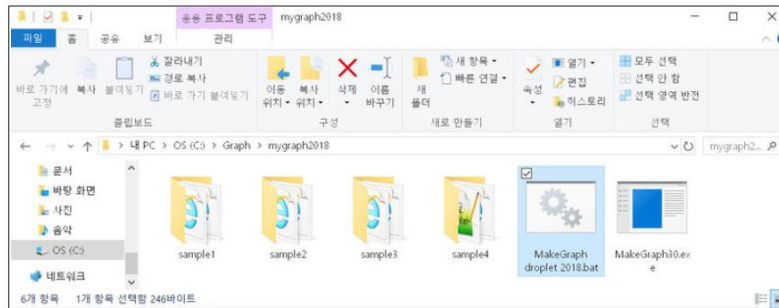 응용 프로그램 도구 mygraph2018
파일 홈 공유 보기 관리
바로 가기에 고정
복사
붙여넣기
잘라내기
경로 복사
바로 가기 붙여넣기
이동 위치
복사 위치
삭제
이름 바꾸기
새 폴더
새 항목
빠른 연결
속성
열기
편집
히스토리
모두 선택
선택 안 함
선택 영역 반전
클립보드 구성 새로 만들기 열기 선택
내 PC > OS (C:) > Graph > mygraph2018
mygraph2...
문서
바탕 화면
사진
음악
OS (C:)
네트워크
sample1 sample2 sample3 sample4
MakeGraph
droplet 2018.bat
MakeGraph30.ex
e
6개 항목 1개 항목 선택함 246바이트